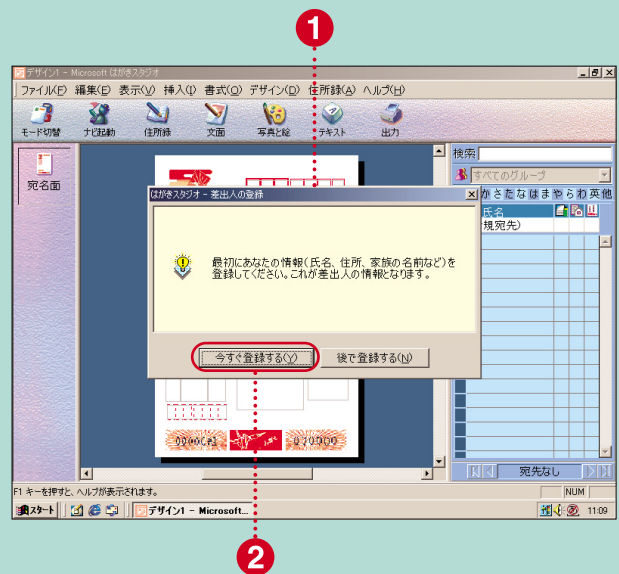 1
デザイン1 - Microsoft はがきスタジオ
ファイル(F) 編集(E) 表示(V) 挿入(I) 書式(O) デザイン(D) 住所録(A) ヘルプ(H)
モード切替 ナビ起動 住所録 文面 写真と絵 テキスト 出力
宛名面
検索
すべてのグループ
かさたなはまやらわ英他
氏名
規宛先)
はがきスタジオ - 差出人の登録
最初にあなたの情報(氏名、住所、家族の名前など)を
登録してください。これが差出人の情報となります。
今すぐ登録する(Y) 後で登録する(N)
宛先なし
F1 キーを押すと、ヘルプが表示されます。
NUM
スタート デザイン1 - Microsoft... 11:09
2